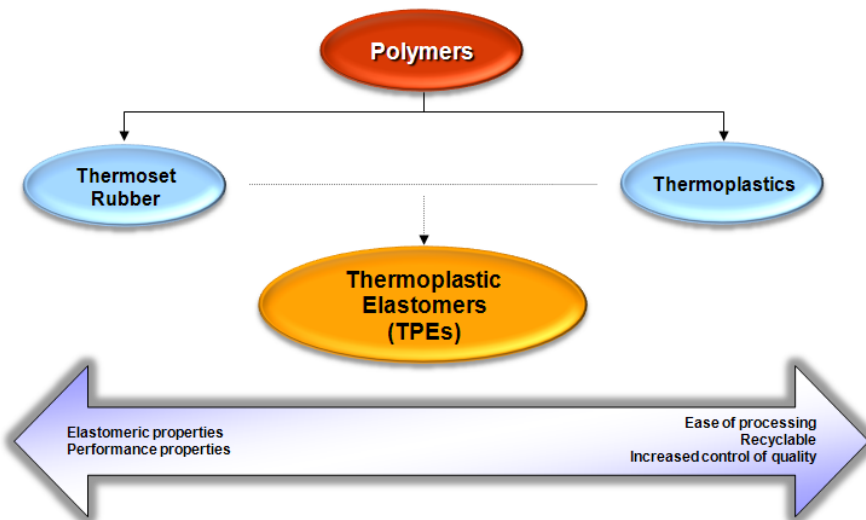 Polymers
Thermoset
Rubber
Thermoplastics
Thermoplastic
Elastomers
(TPEs)
Elastomeric properties
Performance properties
Ease of processing
Recyclable
Increased control of quality